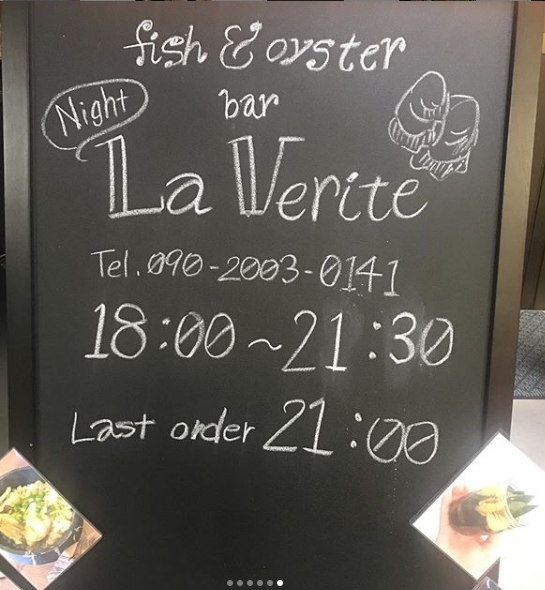 fish & oyster
Night
bar
La Verite
Tel. 090-2003-0141
18:00~21:30
Last order 21:00